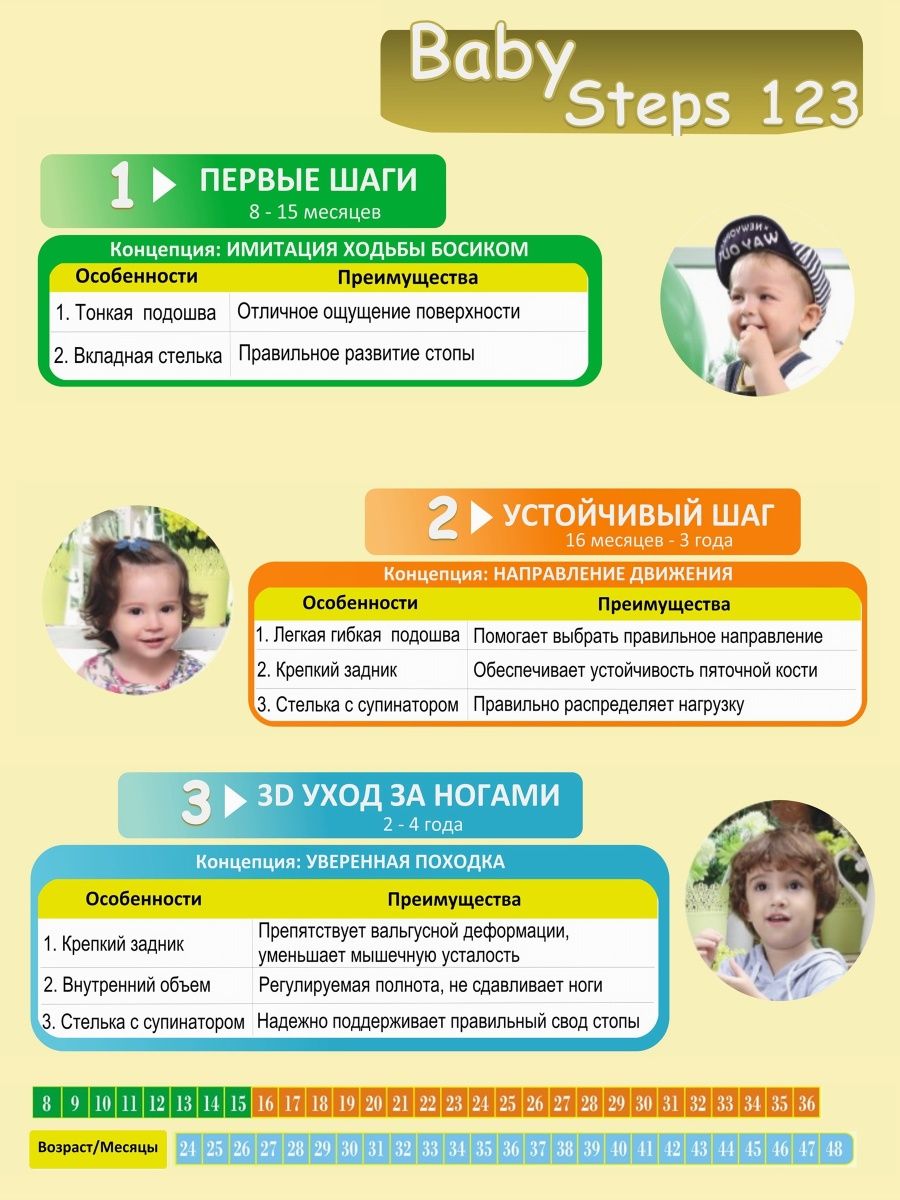 Baby
Steps 123
1 ПЕРВЫЕ ШАГИ
8 - 15 месяцев
Концепция: ИМИТАЦИЯ ХОДЬБЫ БОСИКОМ
Особенности Преимущества
1. Тонкая подошва Отличное ощущение поверхности
2. Вкладная стелька Правильное развитие стопы
WAY OUT
2 УСТОЙЧИВЫЙ ШАГ
16 месяцев - 3 года
Концепция: НАПРАВЛЕНИЕ ДВИЖЕНИЯ
Особенности Преимущества
1. Легкая гибкая подошва Помогает выбрать правильное направление
2. Крепкий задник Обеспечивает устойчивость пяточной кости
3. Стелька с супинатором Правильно распределяет нагрузку
3 3D УХОД ЗА НОГАМИ
2 - 4 года
Концепция: УВЕРЕННАЯ ПОХОДКА
Особенности Преимущества
1. Крепкий задник Препятствует вальгусной деформации,
уменьшает мышечную усталость
2. Внутренний объем Регулируемая полнота, не сдавливает ноги
3. Стелька с супинатором Надежно поддерживает правильный свод стопы
8 9 10 11 12 13 14 15 16 17 18 19 20 21 22 23 24 25 26 27 28 29 30 31 32 33 34 35 36
Возраст/Месяцы 24 25 26 27 28 29 30 31 32 33 34 35 36 37 38 39 40 41 42 43 44 45 46 47 48